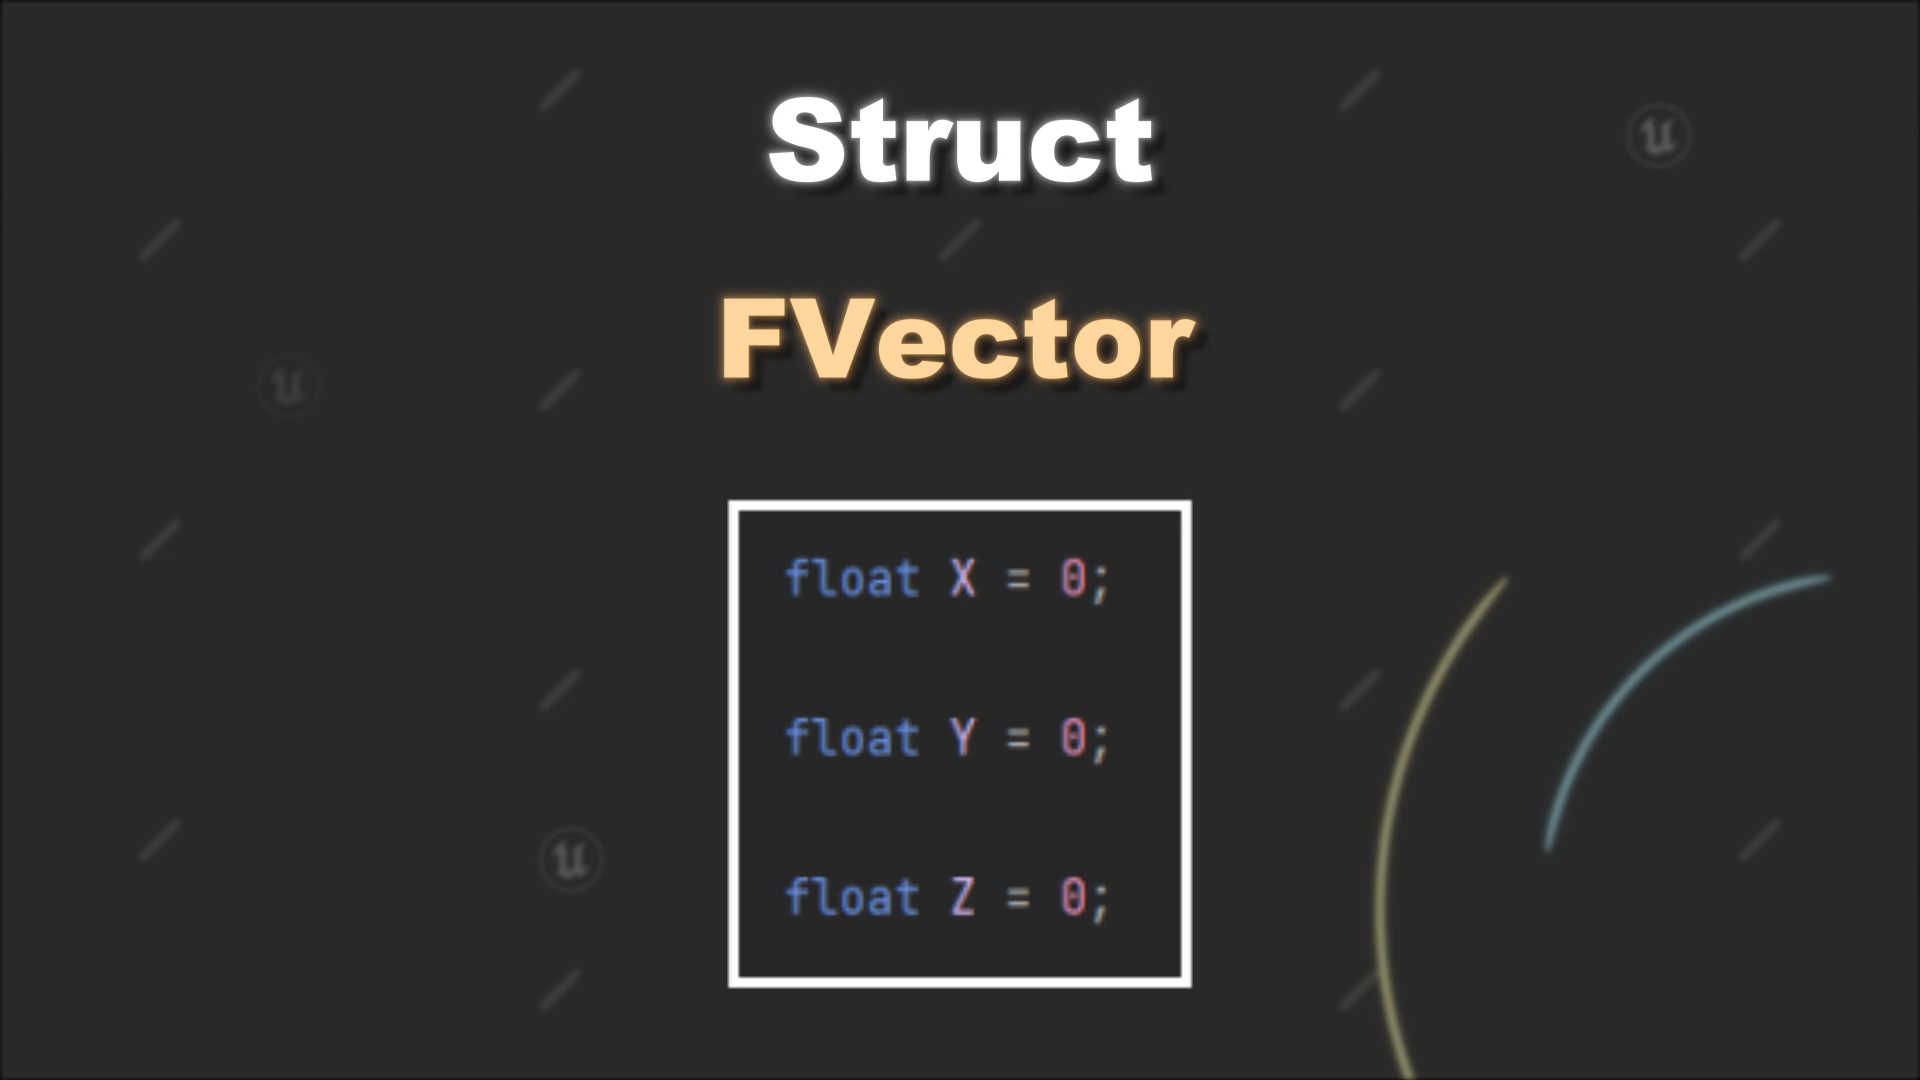 Struct
FVector
float X = 0;
float Y = 0;
float Z = 0;